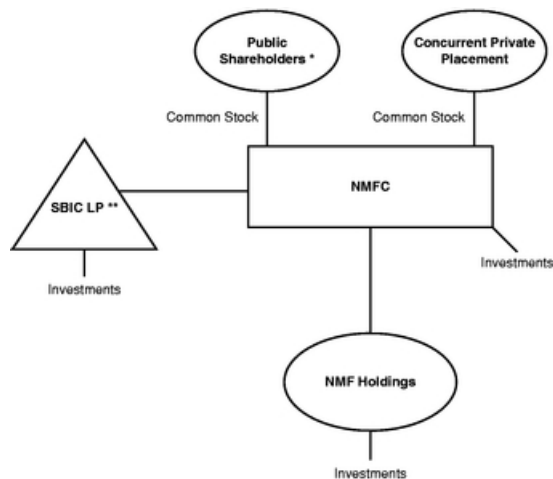 Public
Shareholders *
Concurrent Private
Placement
Common Stock
Common Stock
NMFC
SBIC LP **
Investments
Investments
NMF Holdings
Investments